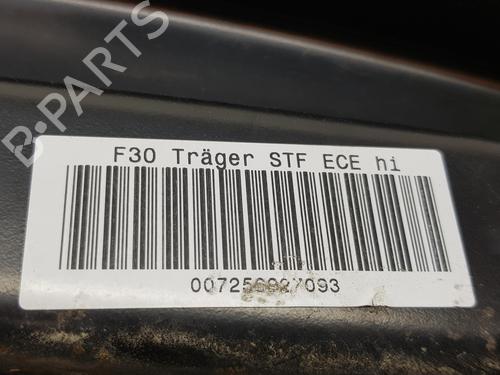 B-PARTS
F30 Träger STF ECE hi
007256927093